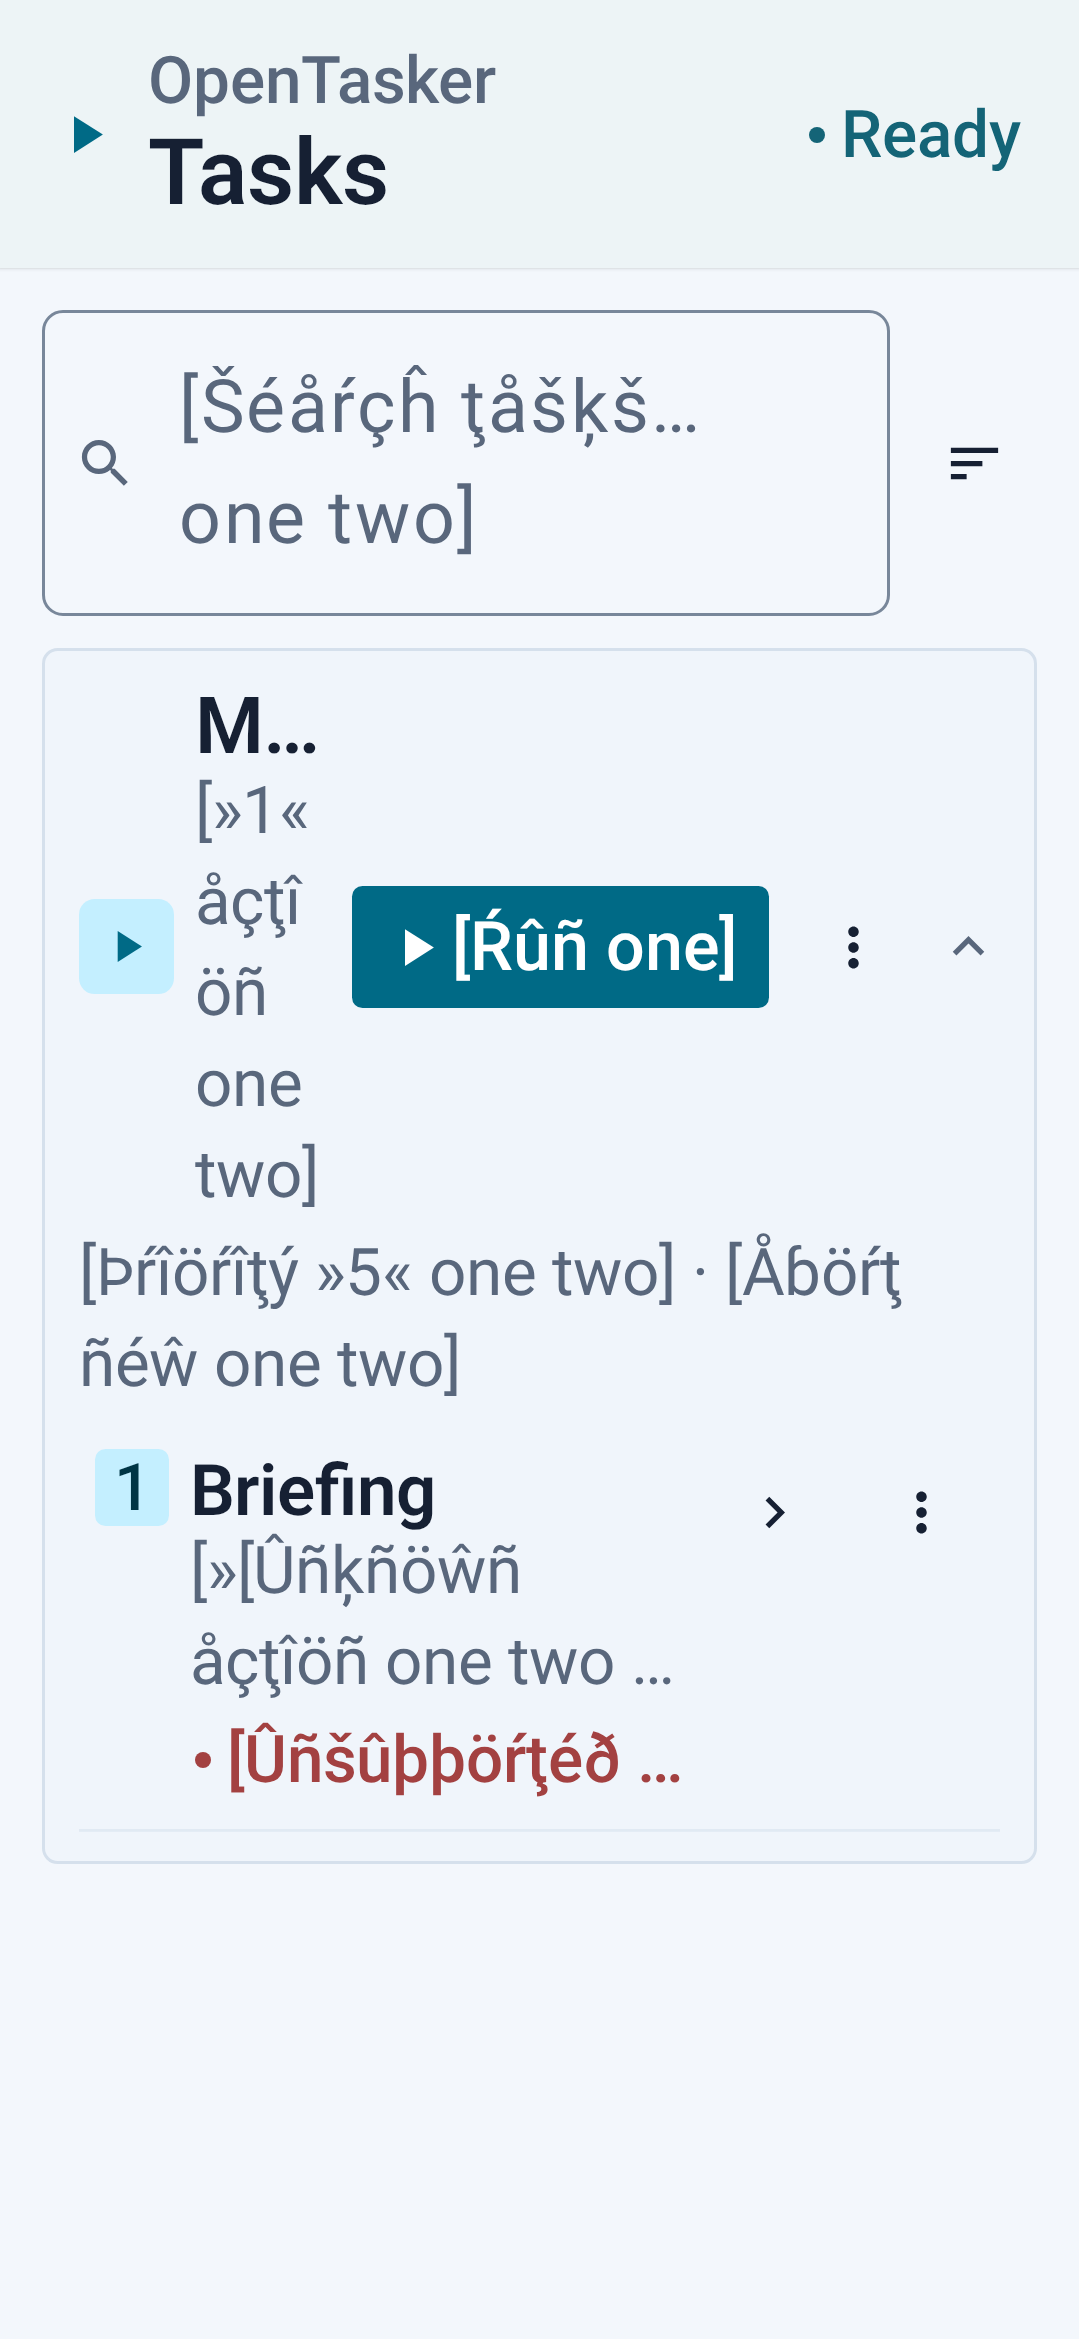 OpenTasker
Tasks
• Ready
[Šéåŕçĥ ţåšķš…
one two]
M…
[»1«
åçţî
öñ
one
two]
[Ŕûñ one]
[Þŕîöŕîţý »5« one two] · [Åƀöŕţ
ñéŵ one two]
1
Briefing
[»[Ûñķñöŵñ
åçţîöñ one two …
• [Ûñšûþþöŕţéð …